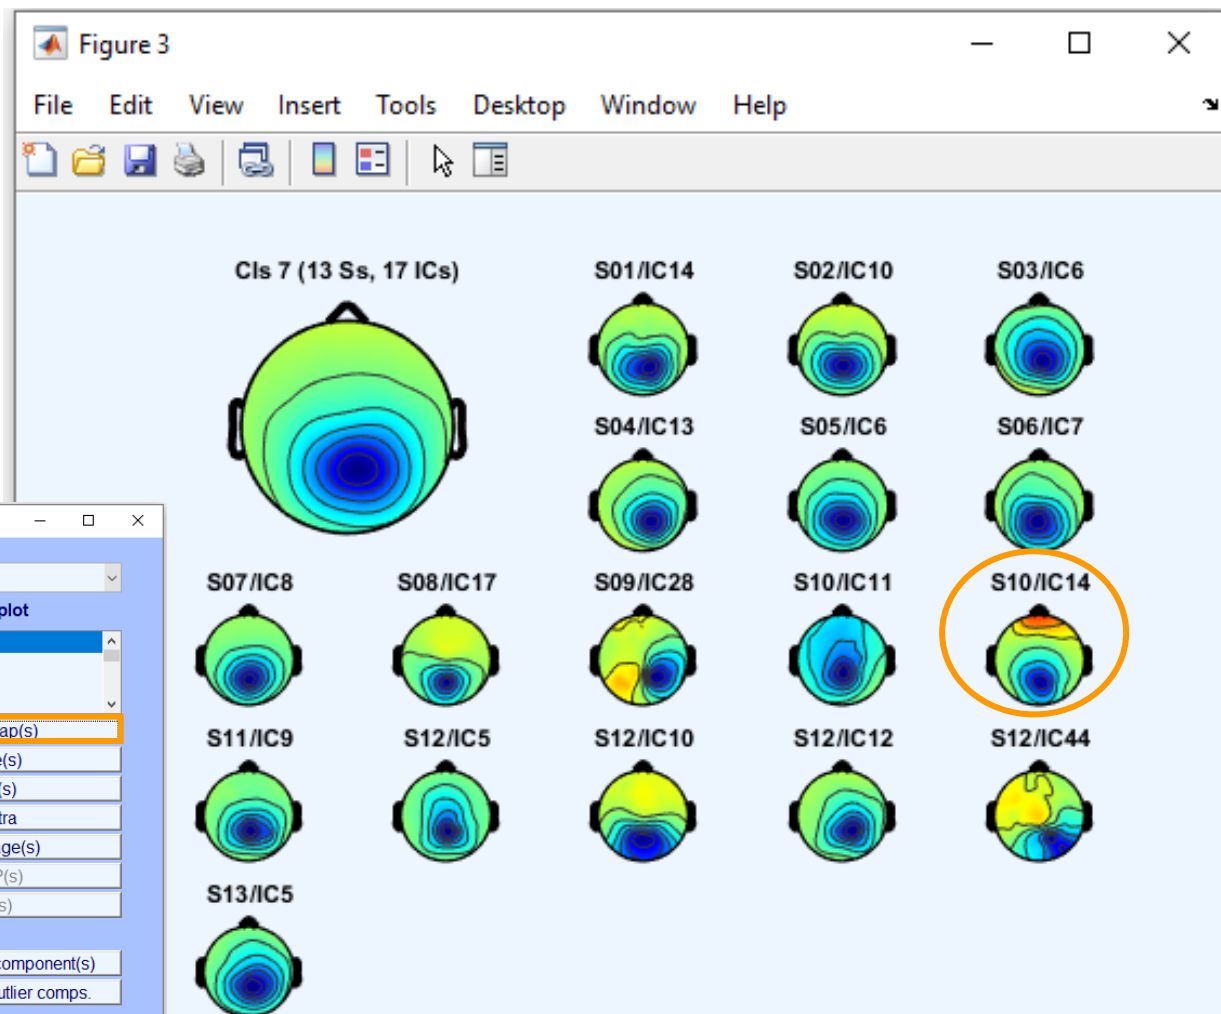 Figure 3
File Edit View Insert Tools Desktop Window Help
Cls 7 (13 Ss, 17 ICs)
S01/IC14 S02/IC10 S03/IC6
S04/IC13 S05/IC6 S06/IC7
S07/IC8 S08/IC17 S09/IC28 S10/IC11 S10/IC14
S11/IC9 S12/IC5 S12/IC10 S12/IC12 S12/IC44
S13/IC5
plot
ap(s)
e(s)
(s)
tra
ge(s)
P(s)
s)
component(s)
utlier comps.